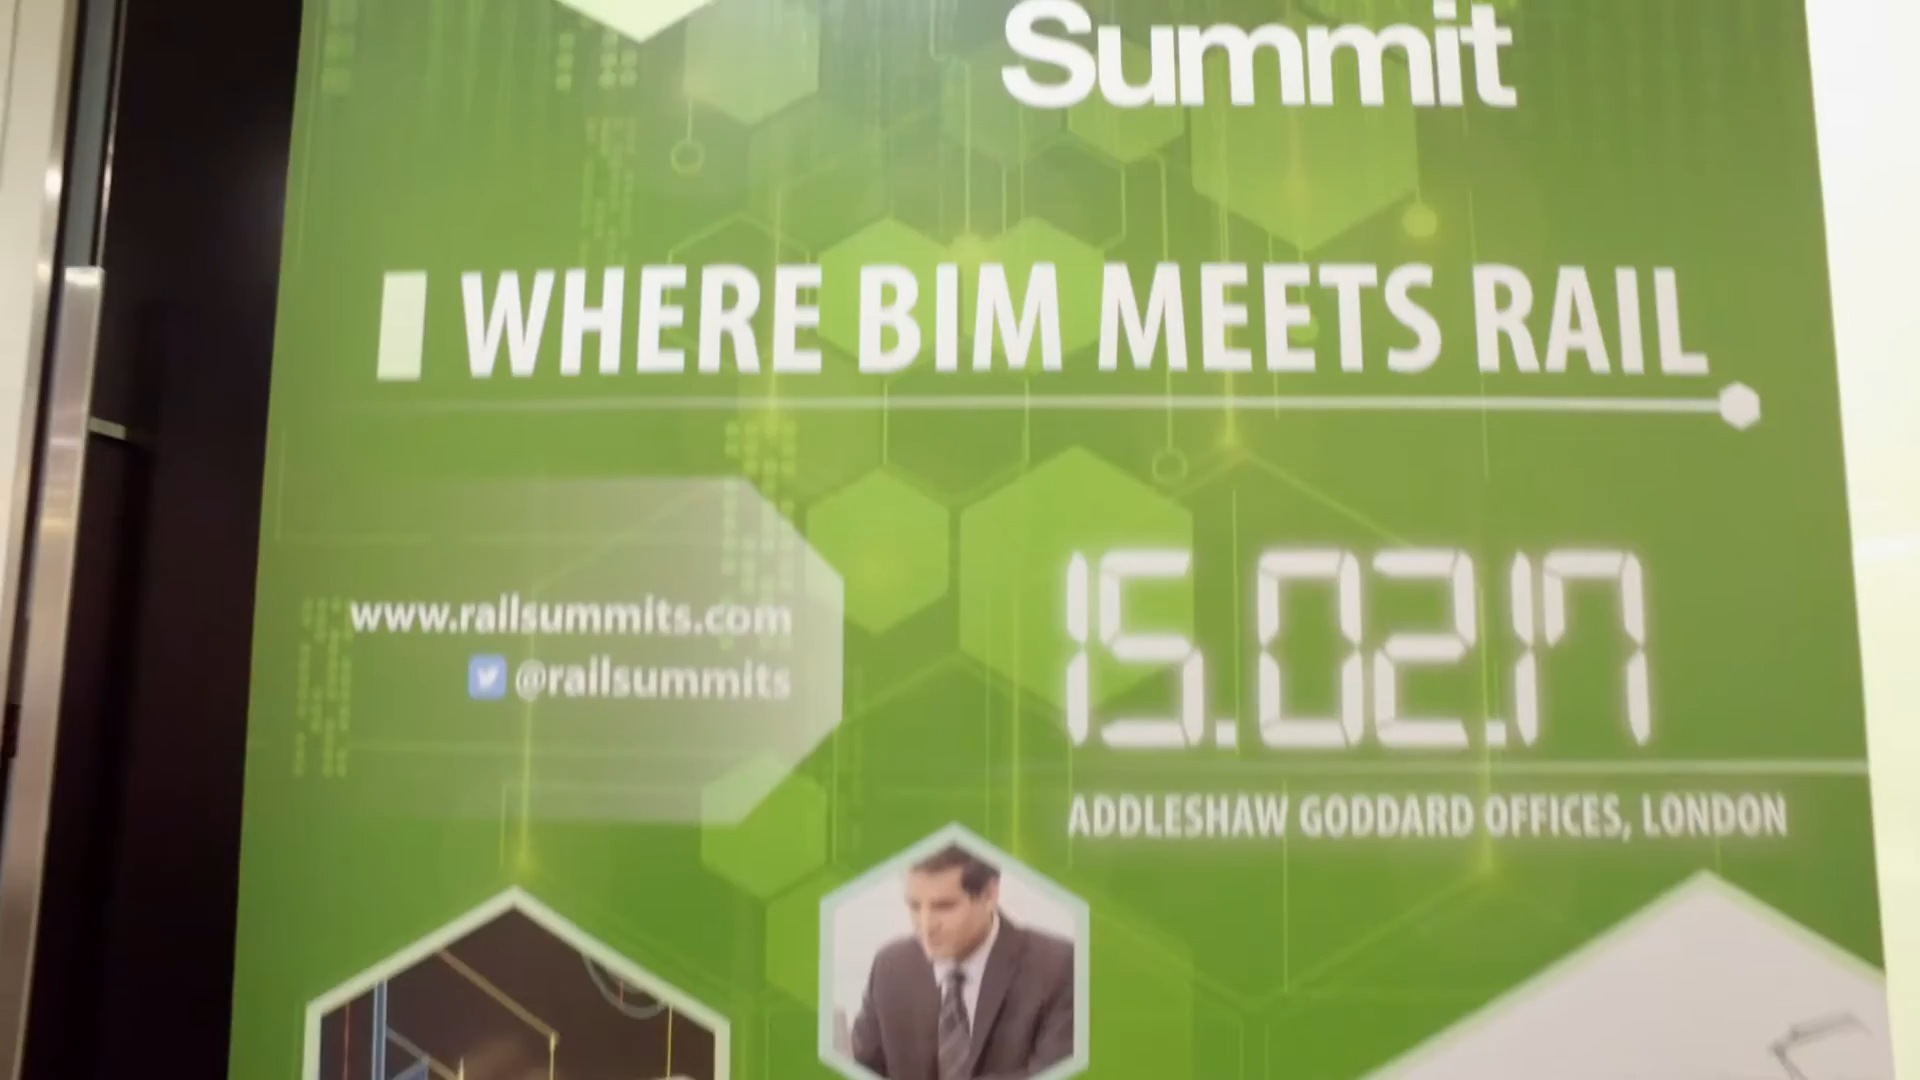 Summit
WHERE BIM MEETS RAIL
www.railsummits.com
@railsummits
15.02.17
ADDLESHAW GODDARD OFFICES, LONDON